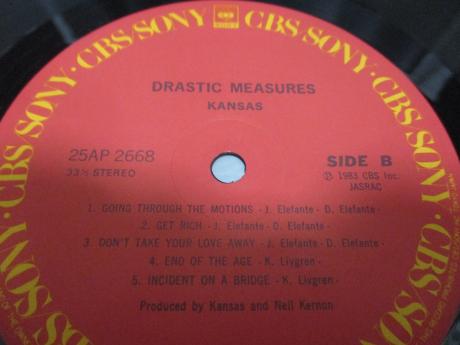 CBS/SONY · CBS/SONY · CBS/SONY · CBS/SONY
DRASTIC MEASURES
KANSAS
25AP 2668
33⅓ STEREO
SIDE B
℗ 1983 CBS Inc.
JASRAC
1. GOING THROUGH THE MOTIONS - J. Elefante - D. Elefante -
2. GET RICH - J. Elefante - D. Elefante -
3. DON'T TAKE YOUR LOVE AWAY - J. Elefante - D. Elefante -
4. END OF THE AGE - K. Livgren -
5. INCIDENT ON A BRIDGE - K. Livgren -
Produced by Kansas and Neil Kernon